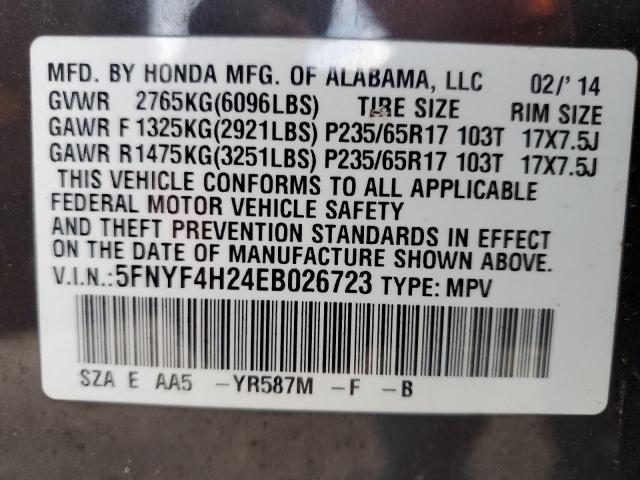 MFD. BY HONDA MFG. OF ALABAMA, LLC 02/' 14
GVWR 2765KG(6096LBS) TIRE SIZE RIM SIZE
GAWR F 1325KG(2921LBS) P235/65R17 103T 17X7.5J
GAWR R1475KG(3251LBS) P235/65R17 103T 17X7.5J
THIS VEHICLE CONFORMS TO ALL APPLICABLE
FEDERAL MOTOR VEHICLE SAFETY
AND THEFT PREVENTION STANDARDS IN EFFECT
ON THE DATE OF MANUFACTURE SHOWN ABOVE.
V.I.N.:5FNYF4H24EB026723 TYPE: MPV
SZA E AA5 -YR587M -F -B